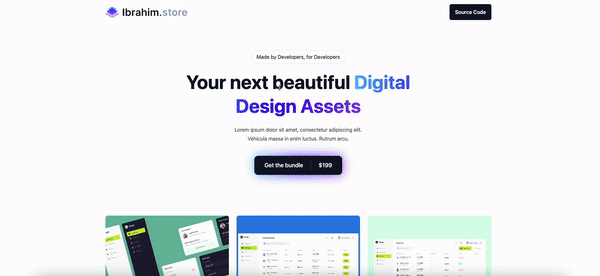 Ibrahim.store
Source Code
Made by Developers, for Developers
Your next beautiful Digital
Design Assets
Lorem ipsum dolor sit amet, consectetur adipiscing elit.
Vehicula massa in enim luctus. Rutrum arcu.
Get the bundle $199